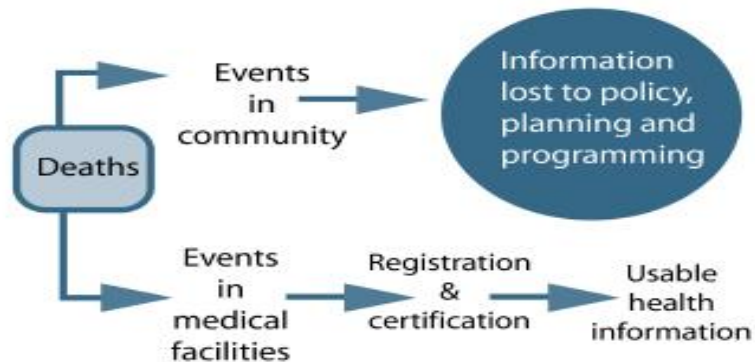 Deaths
Events
in
community
Information
lost to policy,
planning and
programming
Events
in
medical
facilities
Registration
&
certification
Usable
health
information